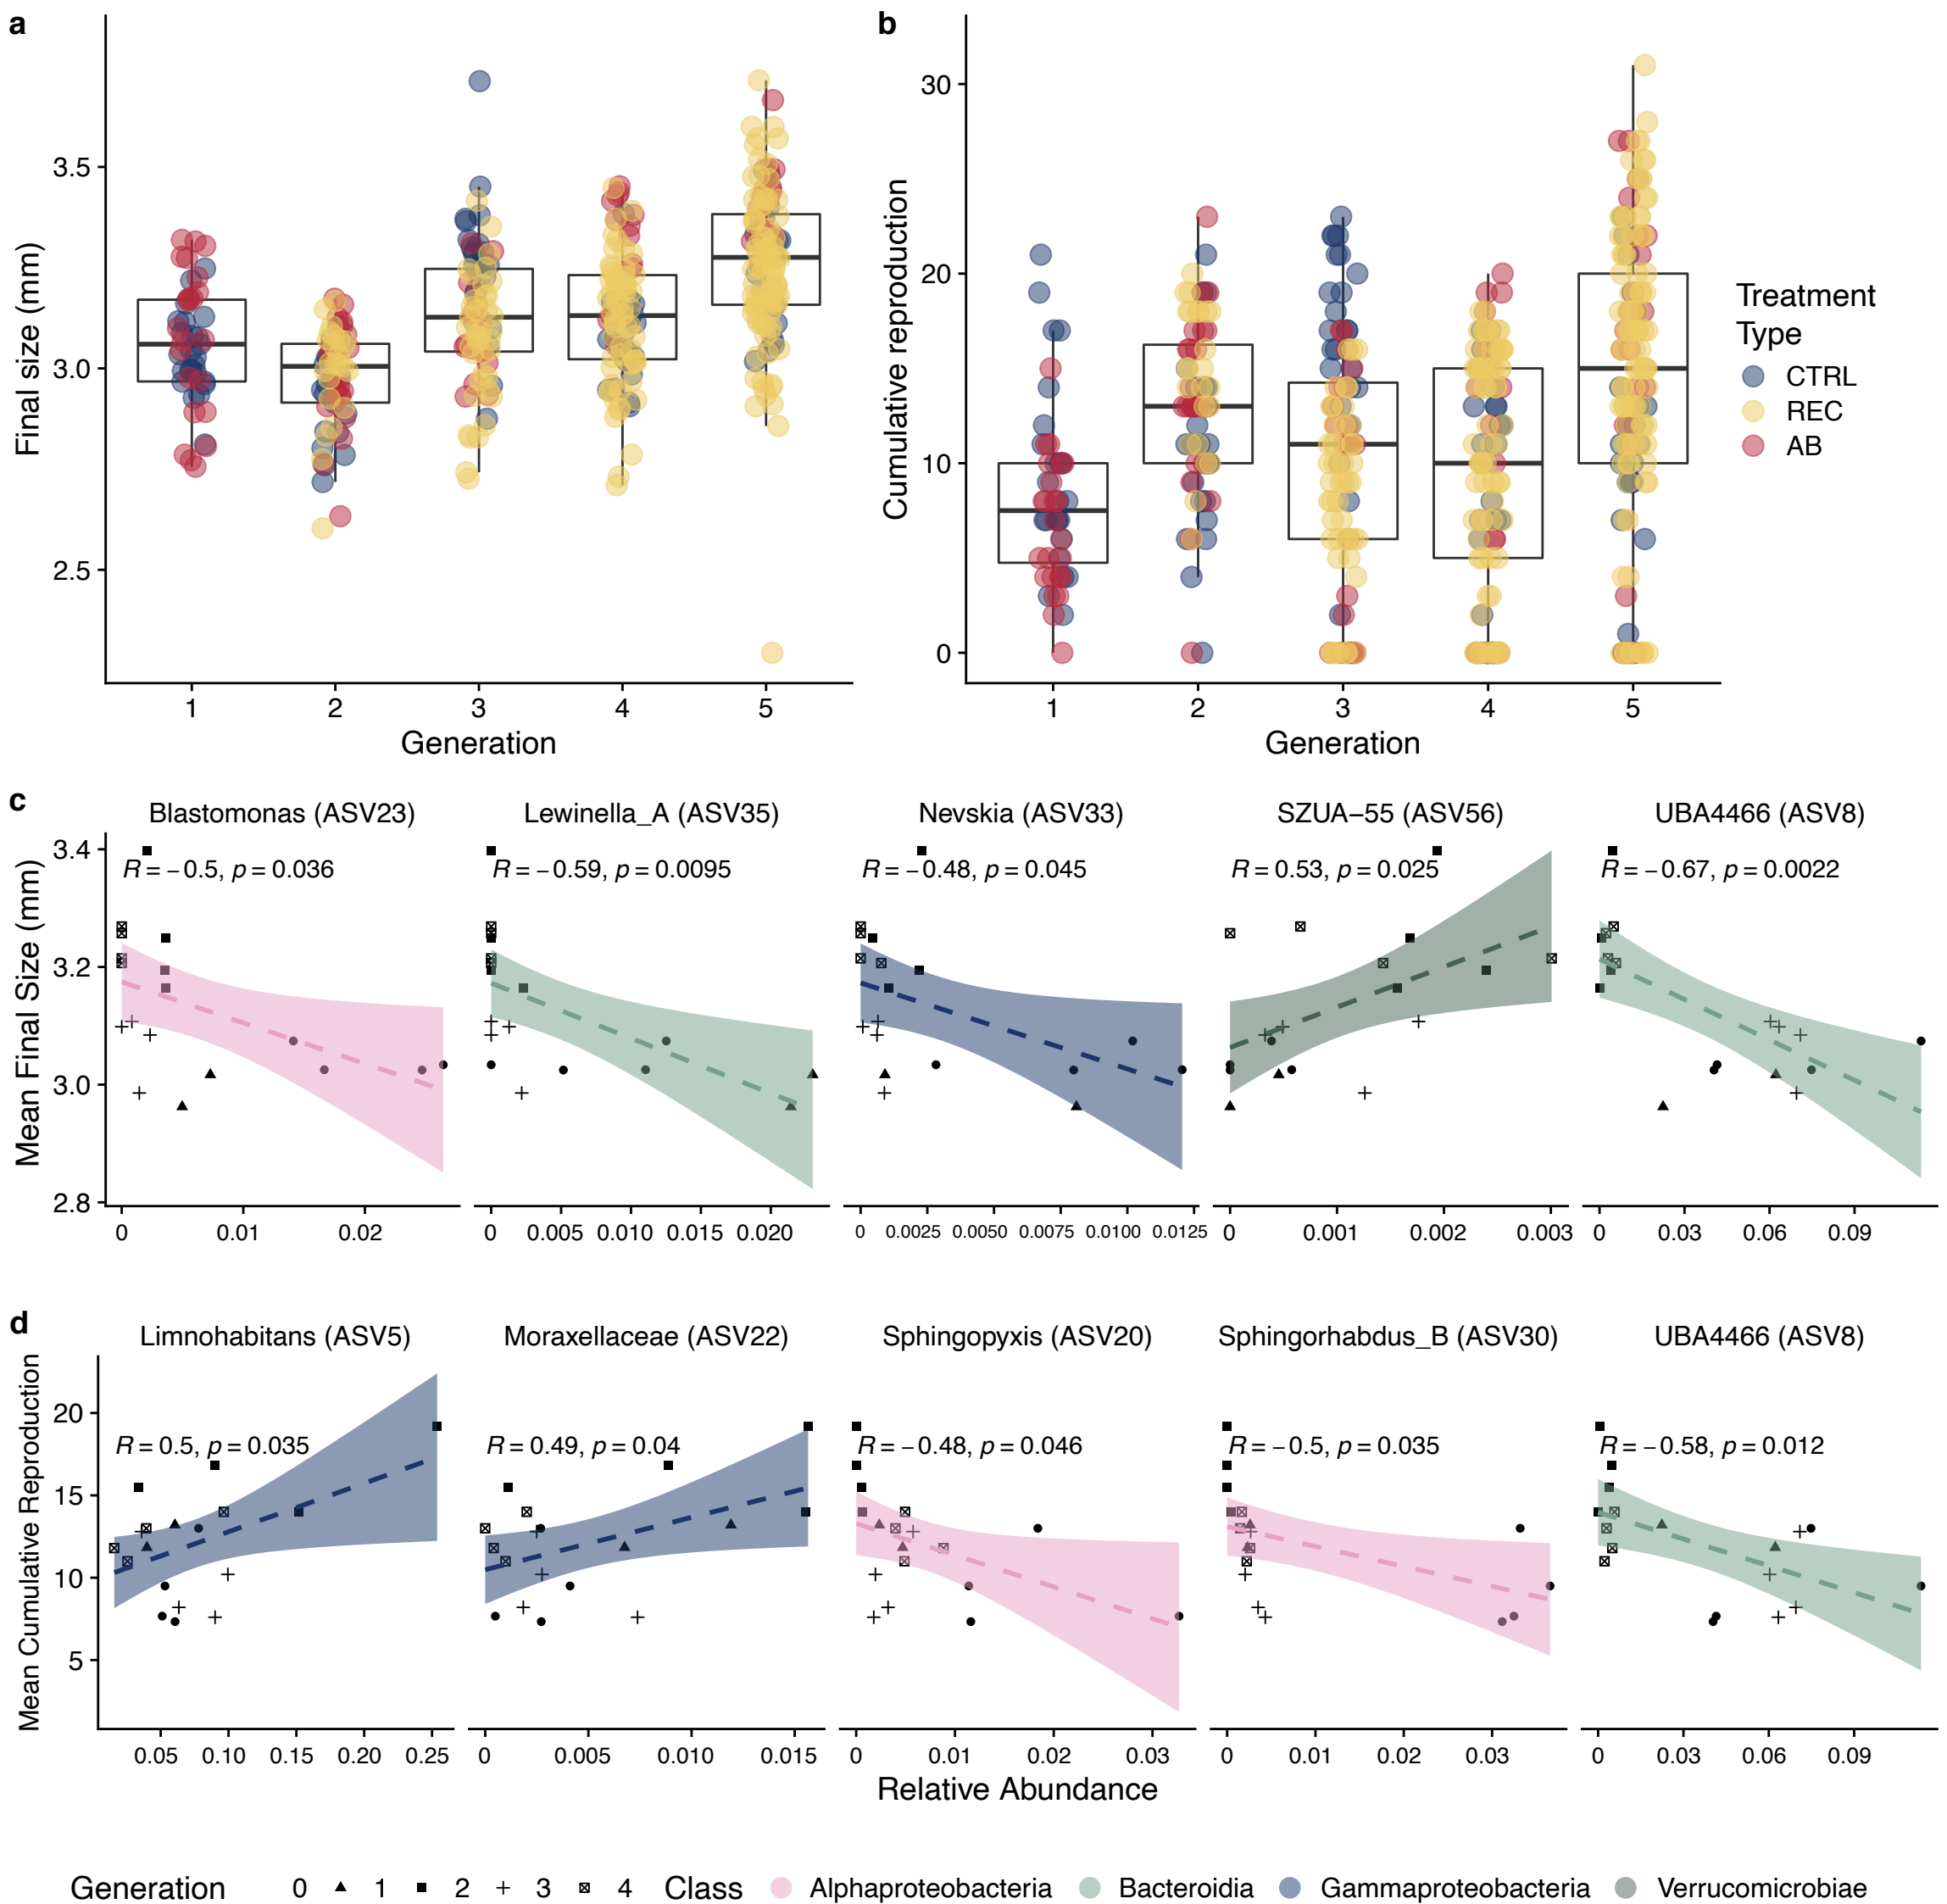 a
b
3.5
3.0
2.5
Final size (mm)
1 2 3 4 5
Generation
30
20
10
0
Cumulative reproduction
1 2 3 4 5
Generation
Treatment
Type
CTRL
REC
AB
c
Blastomonas (ASV23)
Lewinella_A (ASV35)
Nevskia (ASV33)
SZUA−55 (ASV56)
UBA4466 (ASV8)
R = −0.5, p = 0.036
R = −0.59, p = 0.0095
R = −0.48, p = 0.045
R = 0.53, p = 0.025
R = −0.67, p = 0.0022
3.4
3.2
3.0
2.8
Mean Final Size (mm)
0 0.01 0.02
0 0.005 0.010 0.015 0.020
0 0.0025 0.0050 0.0075 0.0100 0.0125
0 0.001 0.002 0.003
0 0.03 0.06 0.09
d
Limnohabitans (ASV5)
Moraxellaceae (ASV22)
Sphingopyxis (ASV20)
Sphingorhabdus_B (ASV30)
UBA4466 (ASV8)
R = 0.5, p = 0.035
R = 0.49, p = 0.04
R = −0.48, p = 0.046
R = −0.5, p = 0.035
R = −0.58, p = 0.012
20
15
10
5
Mean Cumulative Reproduction
0.05 0.10 0.15 0.20 0.25
0 0.005 0.010 0.015
0 0.01 0.02 0.03
0 0.01 0.02 0.03
0 0.03 0.06 0.09
Relative Abundance
Generation 0 1 2 3 4 Class Alphaproteobacteria Bacteroidia Gammaproteobacteria Verrucomicrobiae